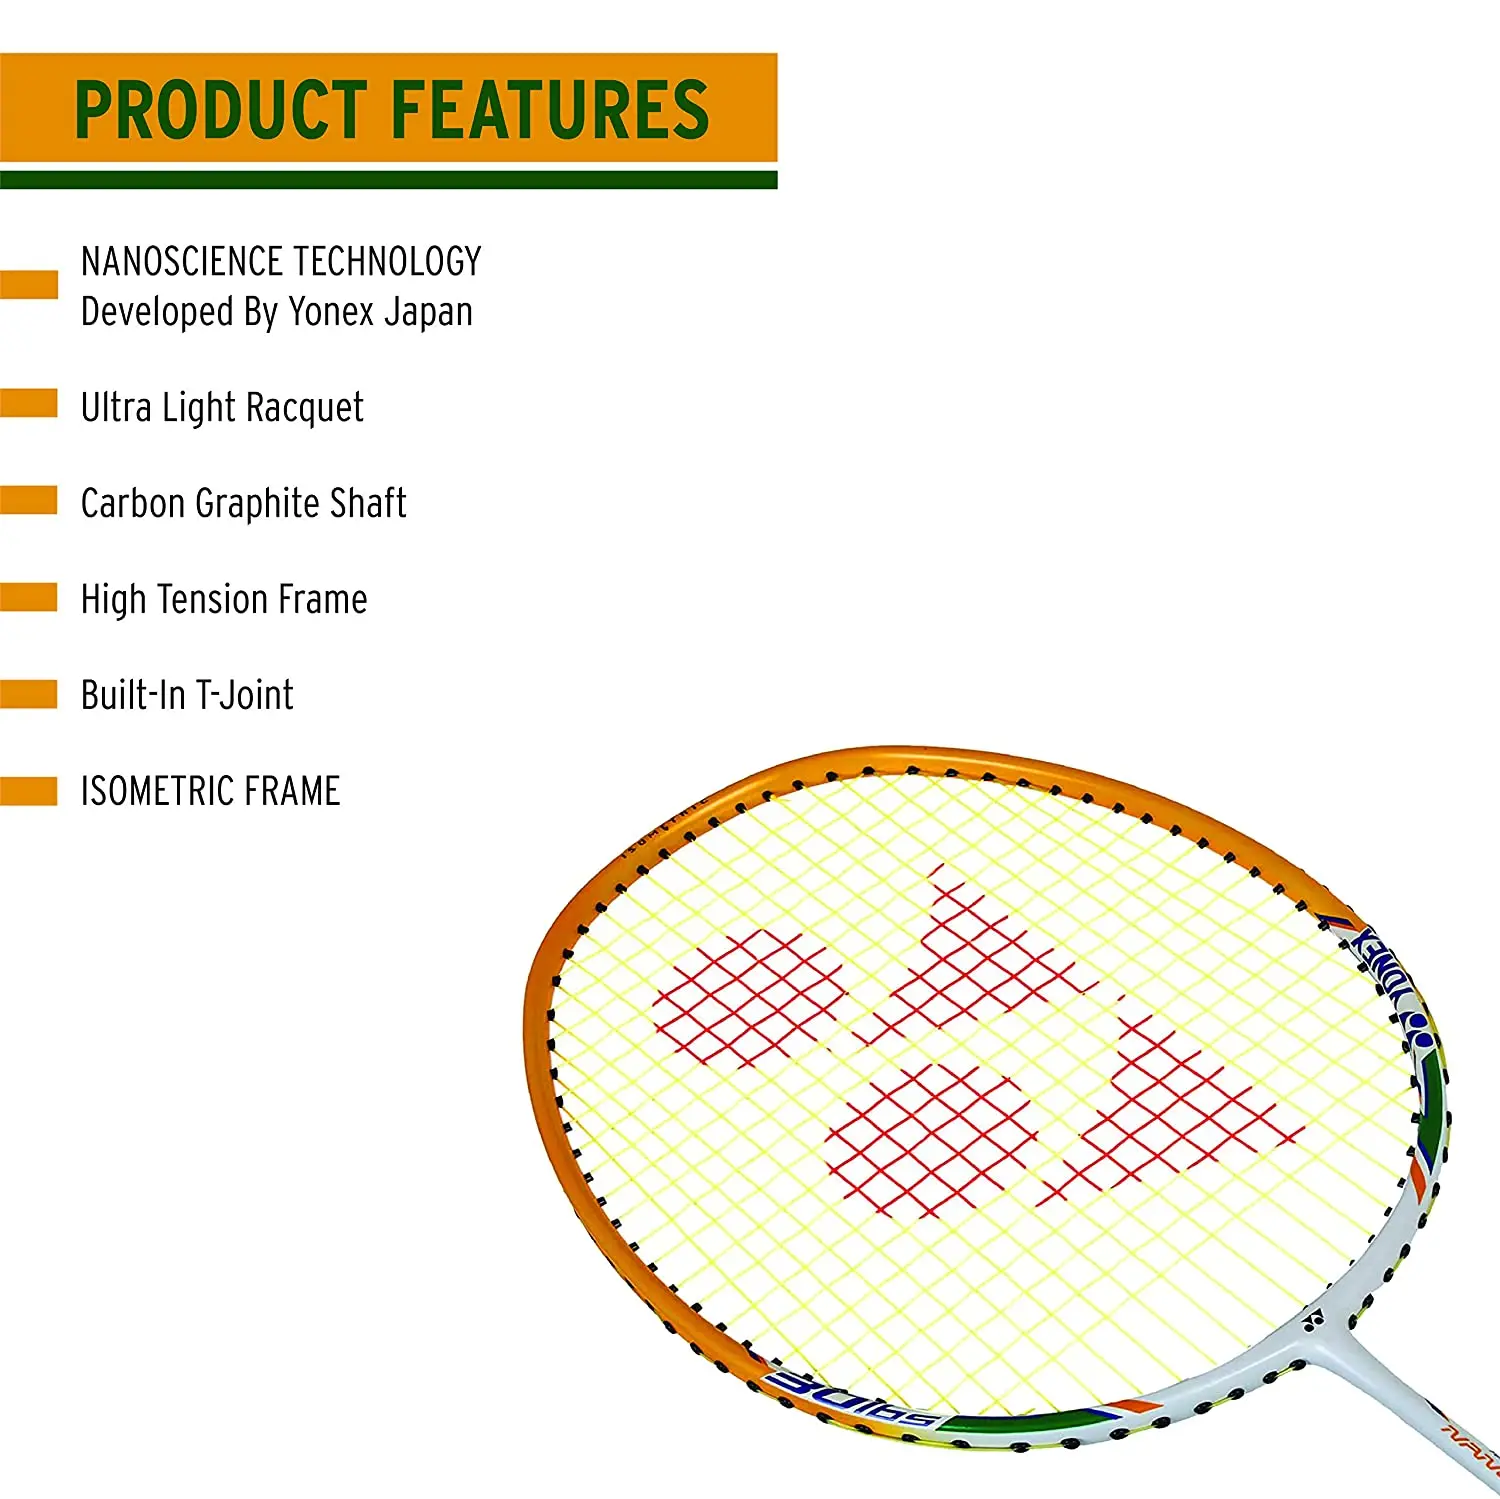 PRODUCT FEATURES
NANOSCIENCE TECHNOLOGY
Developed By Yonex Japan
Ultra Light Racquet
Carbon Graphite Shaft
High Tension Frame
Built-In T-Joint
ISOMETRIC FRAME
ISOMETRIC
YONEX